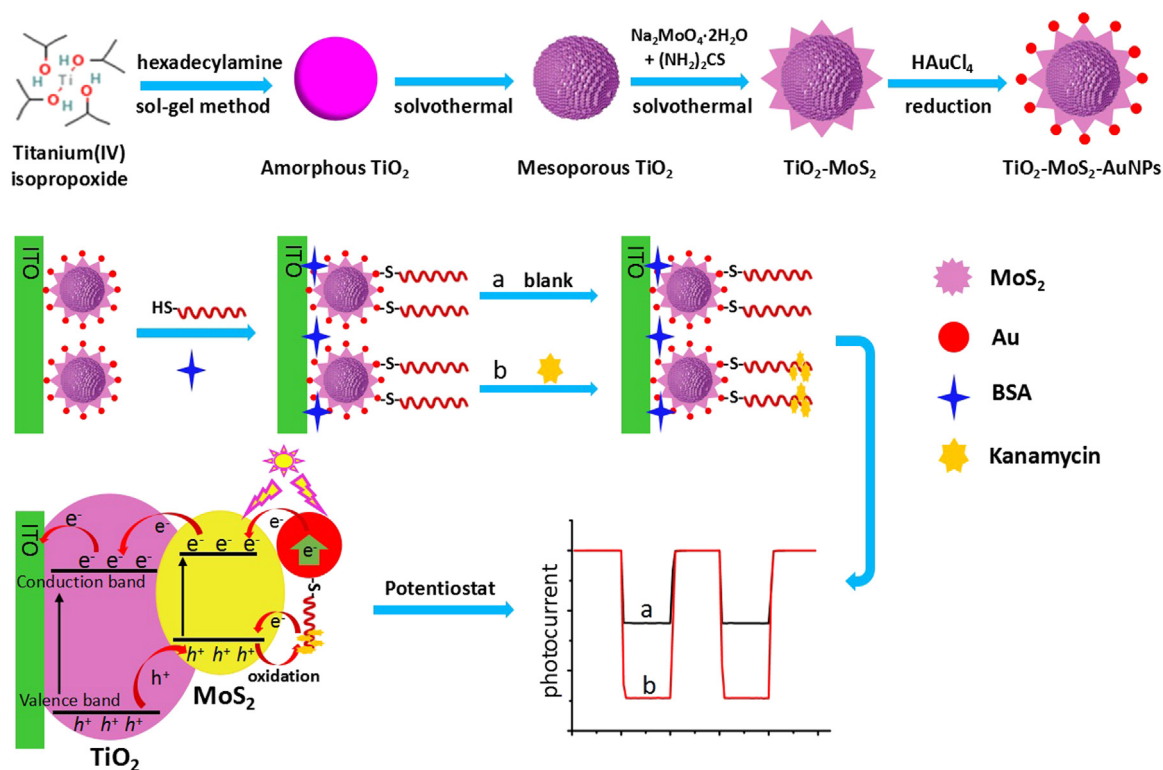 O
H
HO
Ti
O
H
H
O
hexadecylamine
sol-gel method
solvothermal
Na₂MoO₄·2H₂O
+ (NH₂)₂CS
solvothermal
HAuCl₄
reduction
Titanium(IV)
isopropoxide
Amorphous TiO₂
Mesoporous TiO₂
TiO₂-MoS₂
TiO₂-MoS₂-AuNPs
ITO
HS-
ITO
-S-
-S-
-S-
-S-
a blank
b
ITO
-S-
-S-
-S-
-S-
MoS₂
Au
BSA
Kanamycin
ITO
e⁻
e⁻
e⁻
e⁻ e⁻ e⁻
e⁻
e⁻ e⁻ e⁻
Conduction band
-S-
e⁻
h⁺ h⁺ h⁺
oxidation
h⁺
MoS₂
Valence band
h⁺ h⁺ h⁺
TiO₂
Potentiostat
photocurrent
a
b